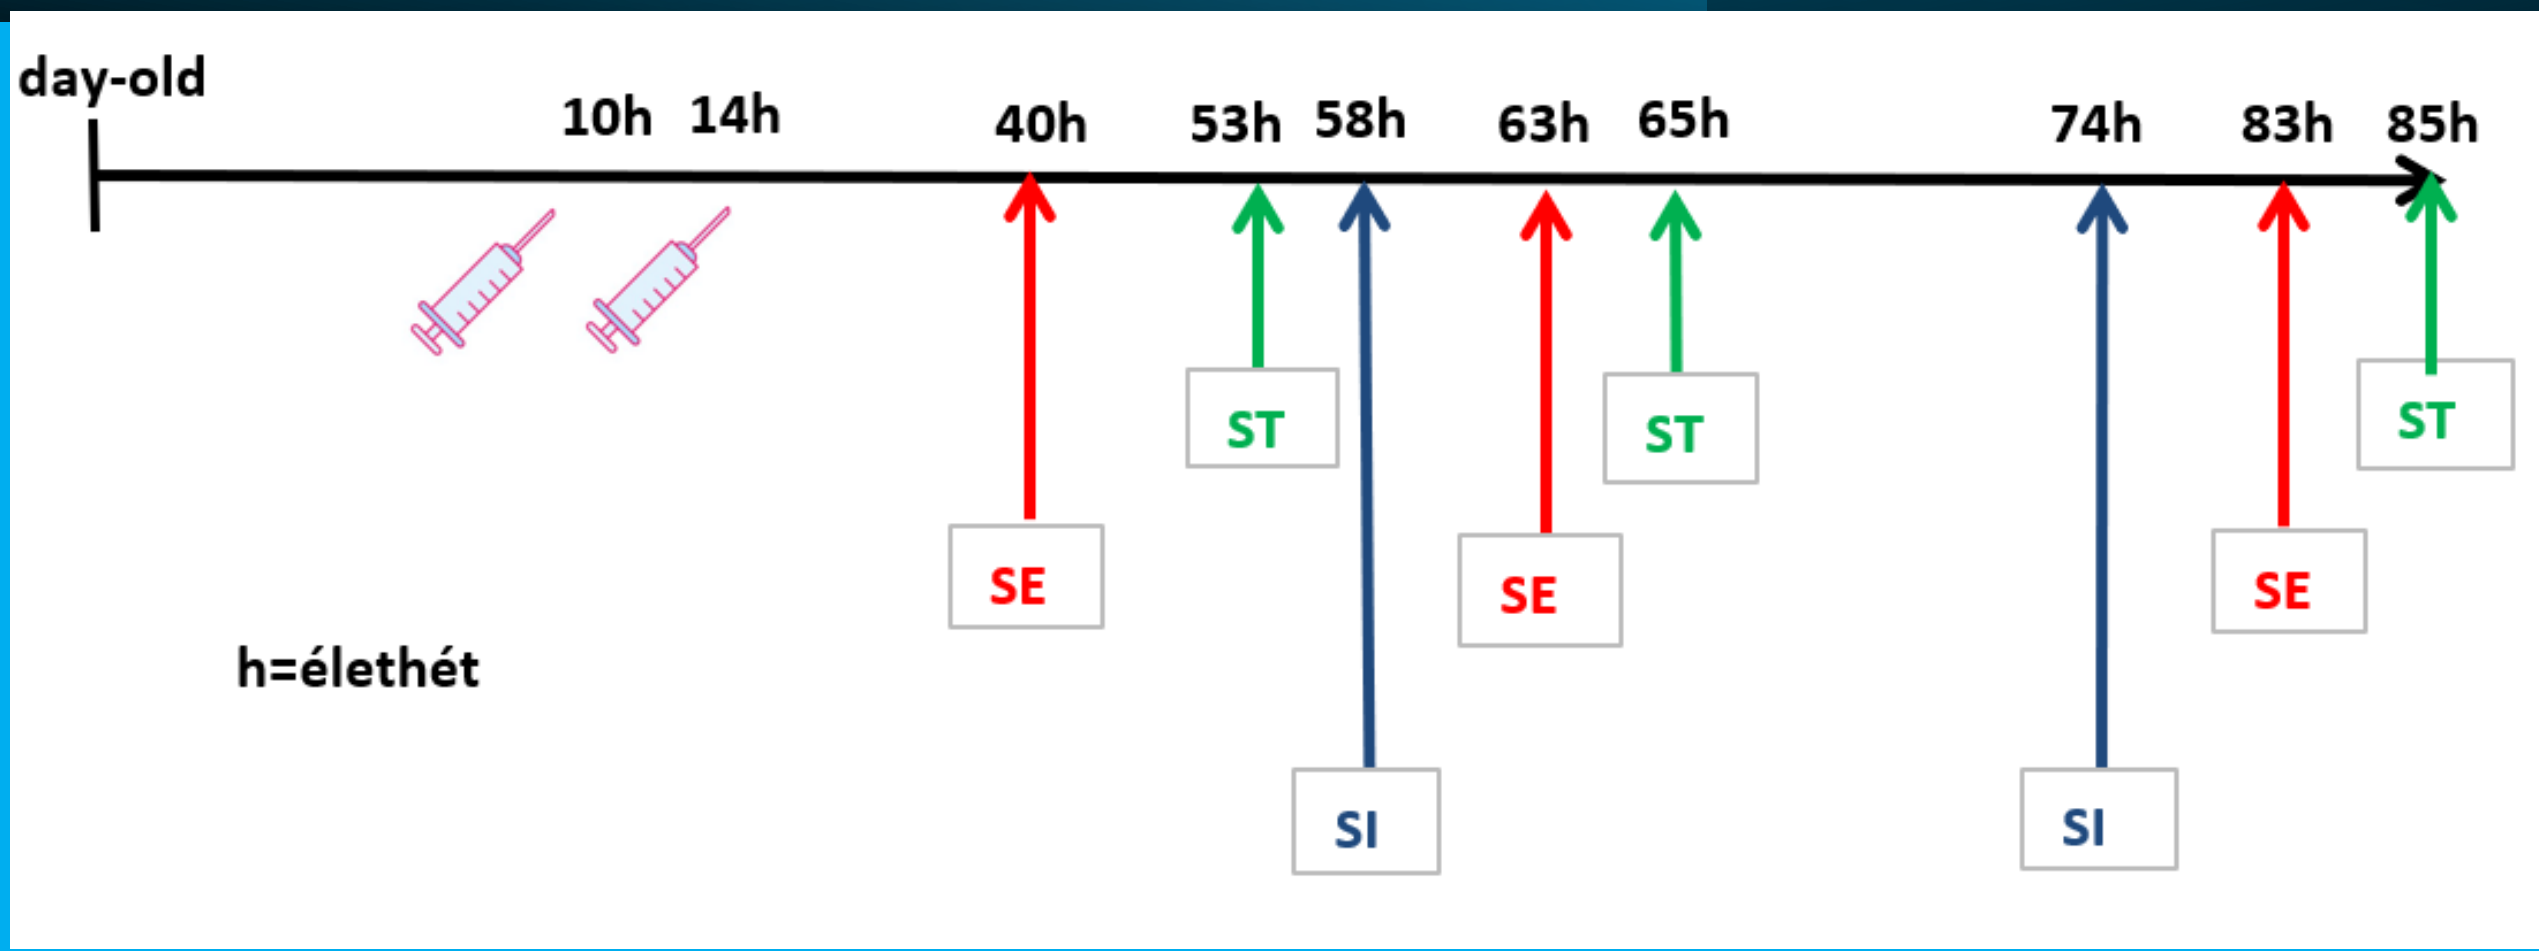 day-old
10h 14h 40h 53h 58h 63h 65h 74h 83h 85h
ST ST ST
SE SE SE
h=élethét
SI SI